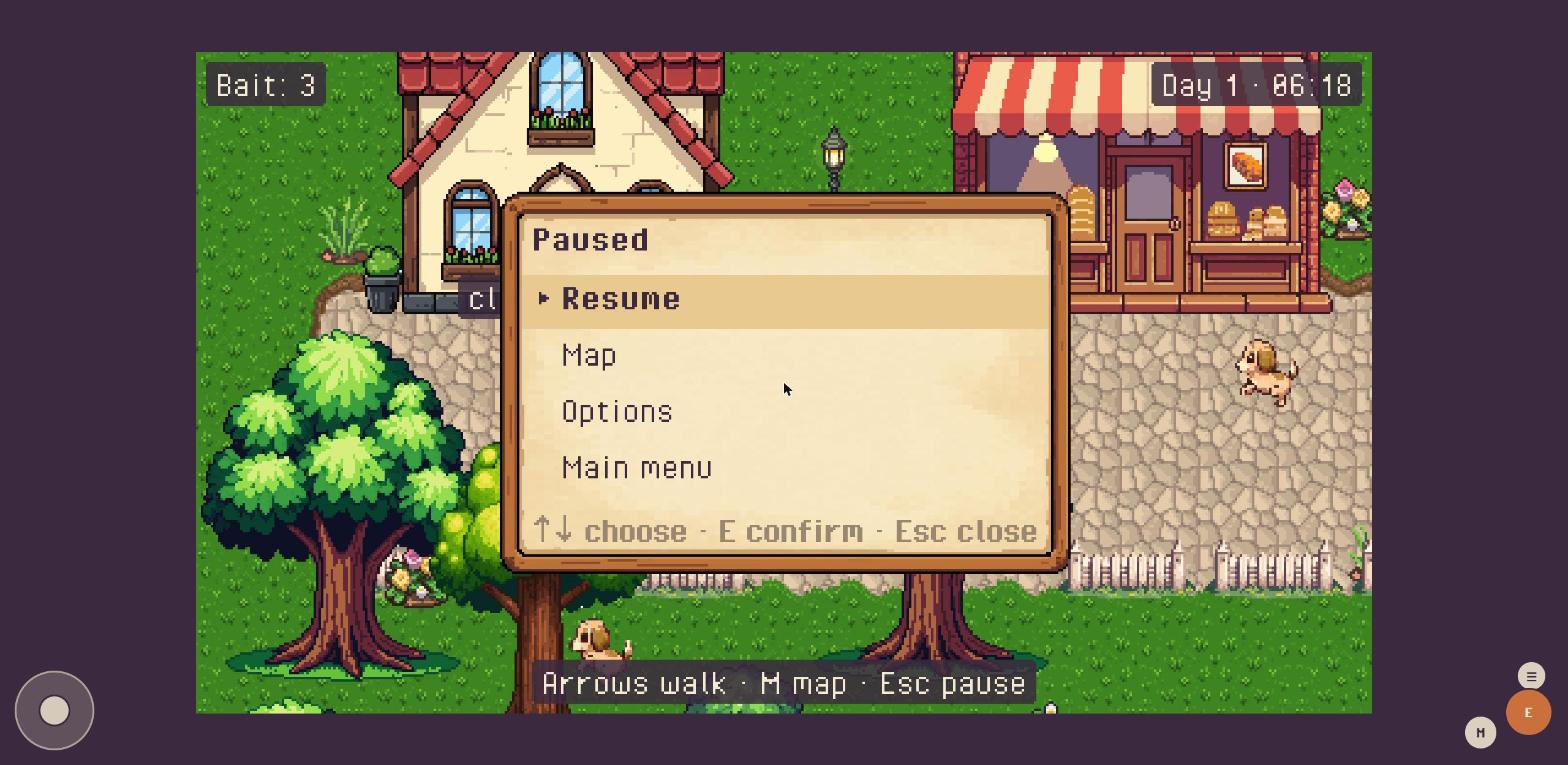 Bait: 3
Day 1 · 06:18
Paused
cl
Resume
Map
Options
Main menu
↑↓ choose · E confirm · Esc close
Arrows walk · M map · Esc pause
E
M